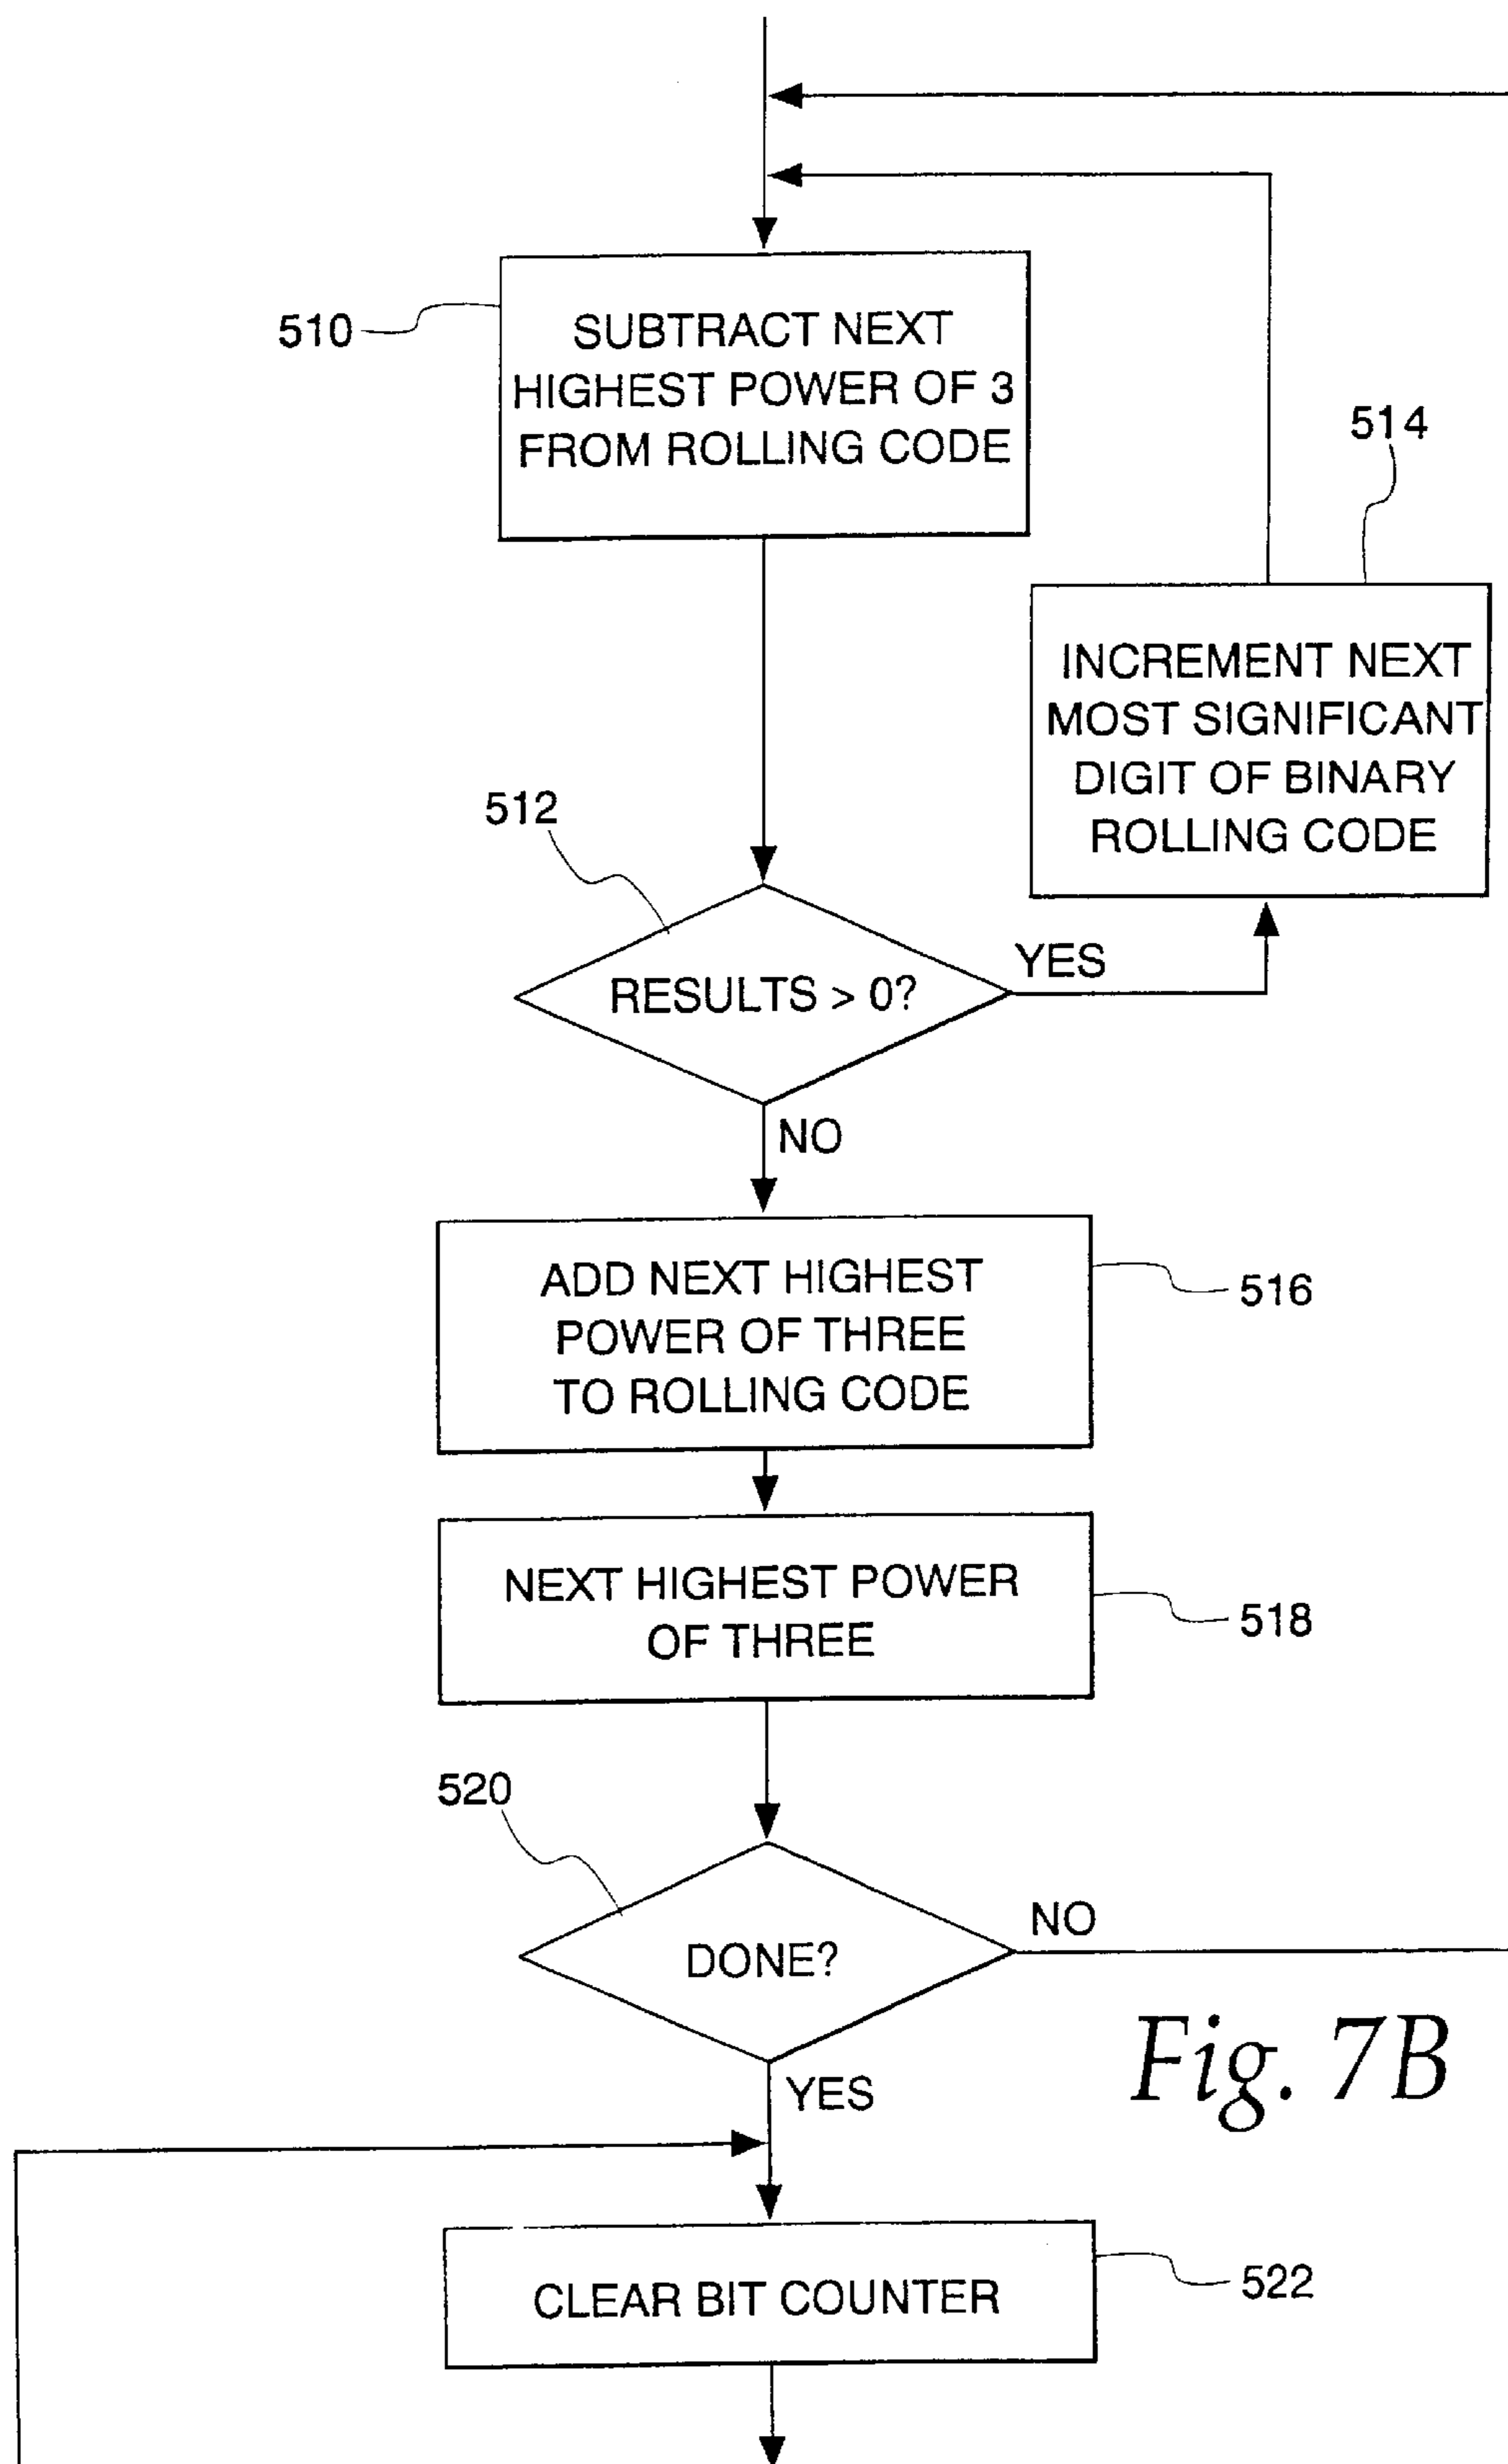 510
SUBTRACT NEXT
HIGHEST POWER OF 3
FROM ROLLING CODE
514
INCREMENT NEXT
MOST SIGNIFICANT
DIGIT OF BINARY
ROLLING CODE
512
RESULTS > 0?
YES
NO
ADD NEXT HIGHEST
POWER OF THREE
TO ROLLING CODE
516
NEXT HIGHEST POWER
OF THREE
518
520
DONE?
NO
YES
Fig. 7B
CLEAR BIT COUNTER
522